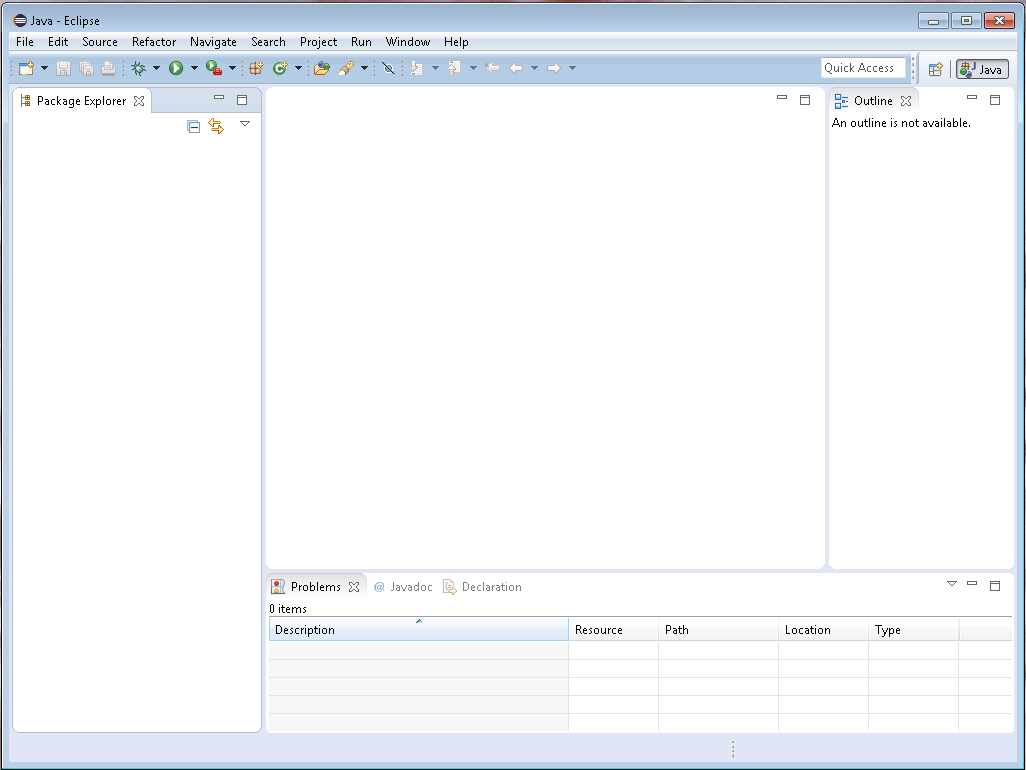 Java - Eclipse
File Edit Source Refactor Navigate Search Project Run Window Help
Quick Access Java
Package Explorer
Outline
An outline is not available.
Problems @ Javadoc Declaration
0 items
Description Resource Path Location Type